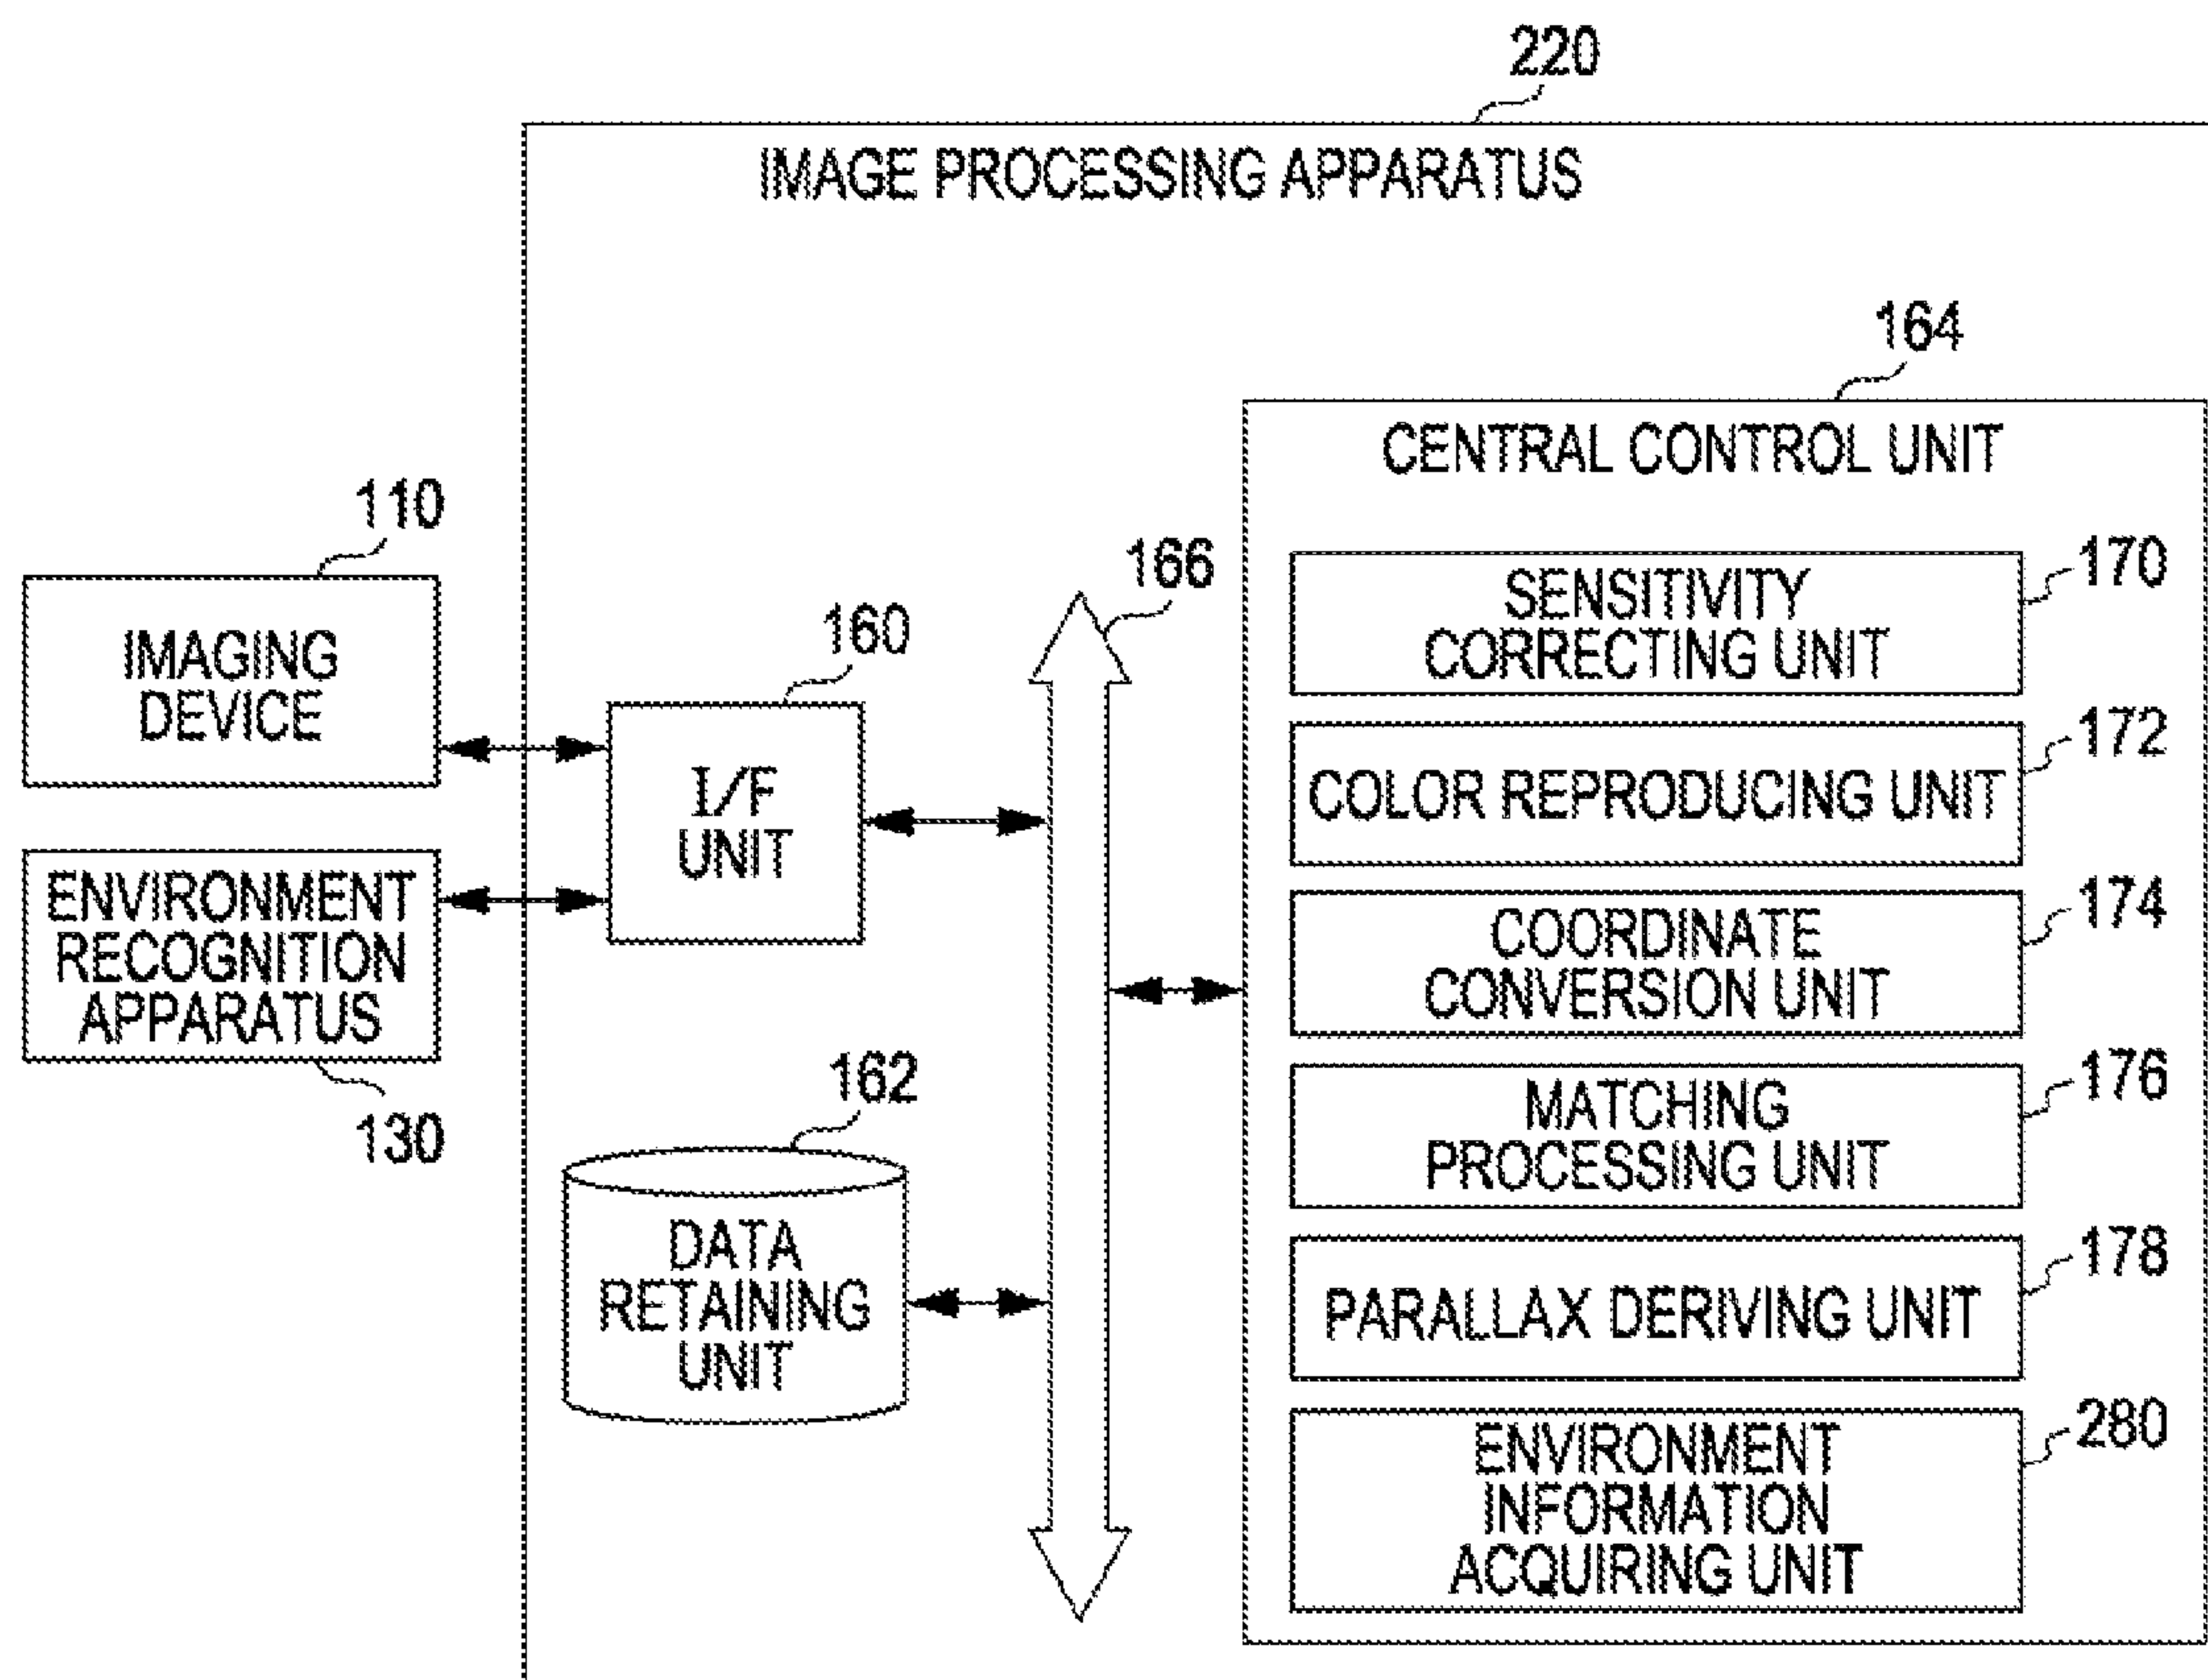 220
IMAGE PROCESSING APPARATUS
164
CENTRAL CONTROL UNIT
110
IMAGING
DEVICE
160
I/F
UNIT
166
170
SENSITIVITY
CORRECTING UNIT
172
COLOR REPRODUCING UNIT
174
COORDINATE
CONVERSION UNIT
ENVIRONMENT
RECOGNITION
APPARATUS
130
162
DATA
RETAINING
UNIT
176
MATCHING
PROCESSING UNIT
178
PARALLAX DERIVING UNIT
280
ENVIRONMENT
INFORMATION
ACQUIRING UNIT